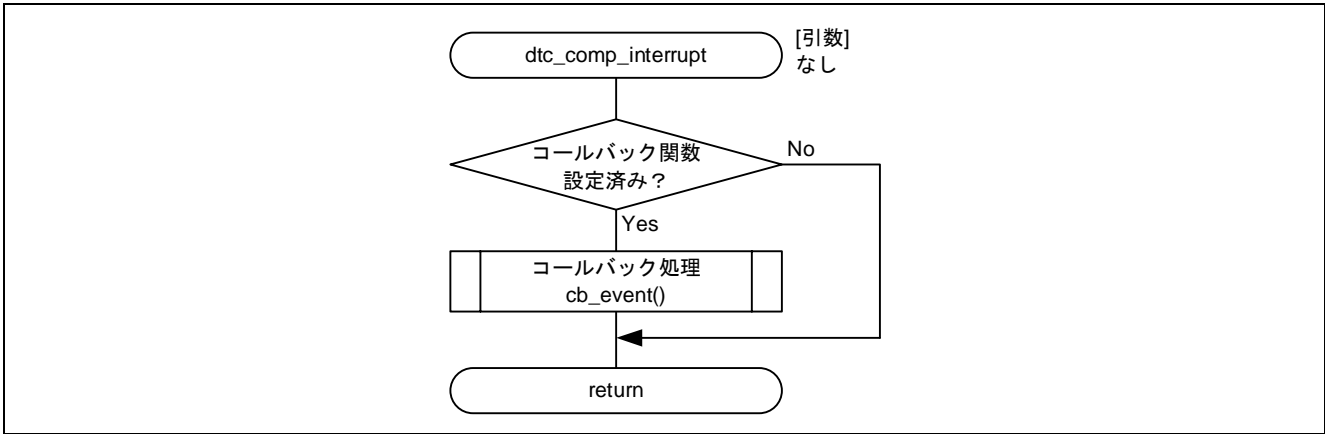 dtc_comp_interrupt
[引数]
なし
コールバック関数
設定済み？
No
Yes
コールバック処理
cb_event()
return